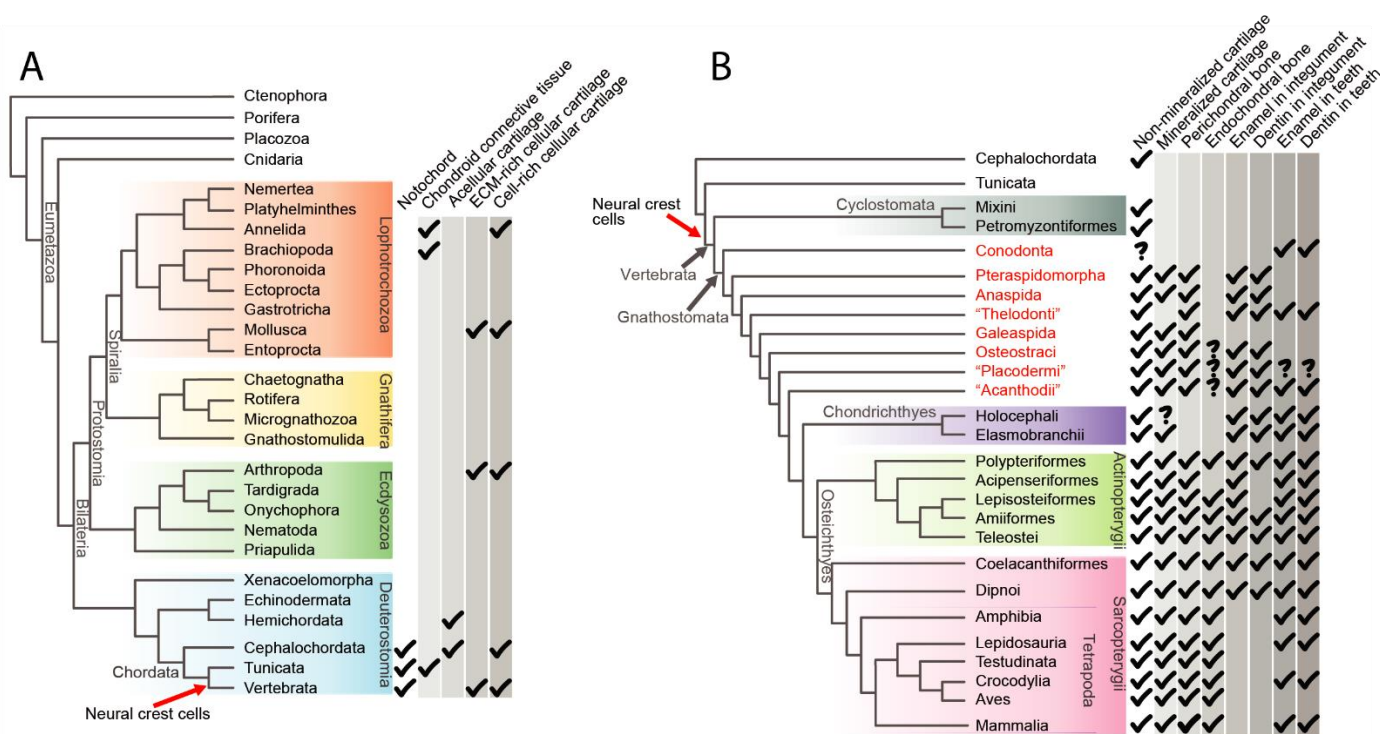 A
Notochord
Chondroid connective tissue
Acellular cartilage
ECM-rich cellular cartilage
Cell-rich cellular cartilage
Ctenophora
Porifera
Placozoa
Cnidaria
Eumetazoa
Nemertea
Platyhelminthes
Annelida
Brachiopoda
Phoronoida
Ectoprocta
Gastrotricha
Mollusca
Entoprocta
Lophotrochozoa
Spiralia
Chaetognatha
Rotifera
Micrognathozoa
Gnathostomulida
Gnathifera
Protostomia
Arthropoda
Tardigrada
Onychophora
Nematoda
Priapulida
Ecdysozoa
Bilateria
Xenacoelomorpha
Echinodermata
Hemichordata
Cephalochordata
Tunicata
Vertebrata
Deuterostomia
Chordata
Neural crest cells
B
Non-mineralized cartilage
Mineralized cartilage
Perichondral bone
Endochondral bone
Enamel in integument
Dentin in integument
Enamel in teeth
Dentin in teeth
Cephalochordata
Tunicata
Neural crest
cells
Cyclostomata
Mixini
Petromyzontiformes
Vertebrata
Gnathostomata
Conodonta
?
Pteraspidomorpha
Anaspida
"Thelodonti"
Galeaspida
Osteostraci
?
"Placodermi"
? ? ?
"Acanthodii"
?
Chondrichthyes
Holocephali
?
Elasmobranchii
Osteichthyes
Polypteriformes
Acipenseriformes
Lepisosteiformes
Amiiformes
Teleostei
Actinopterygii
Coelacanthiformes
Dipnoi
Amphibia
Lepidosauria
Testudinata
Crocodylia
Aves
Mammalia
Tetrapoda
Sarcopterygii